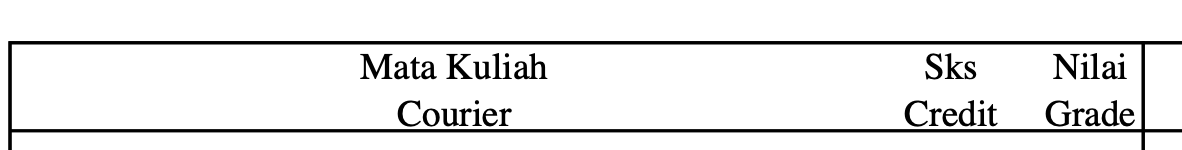 Mata Kuliah Sks Nilai
Courier Credit Grade